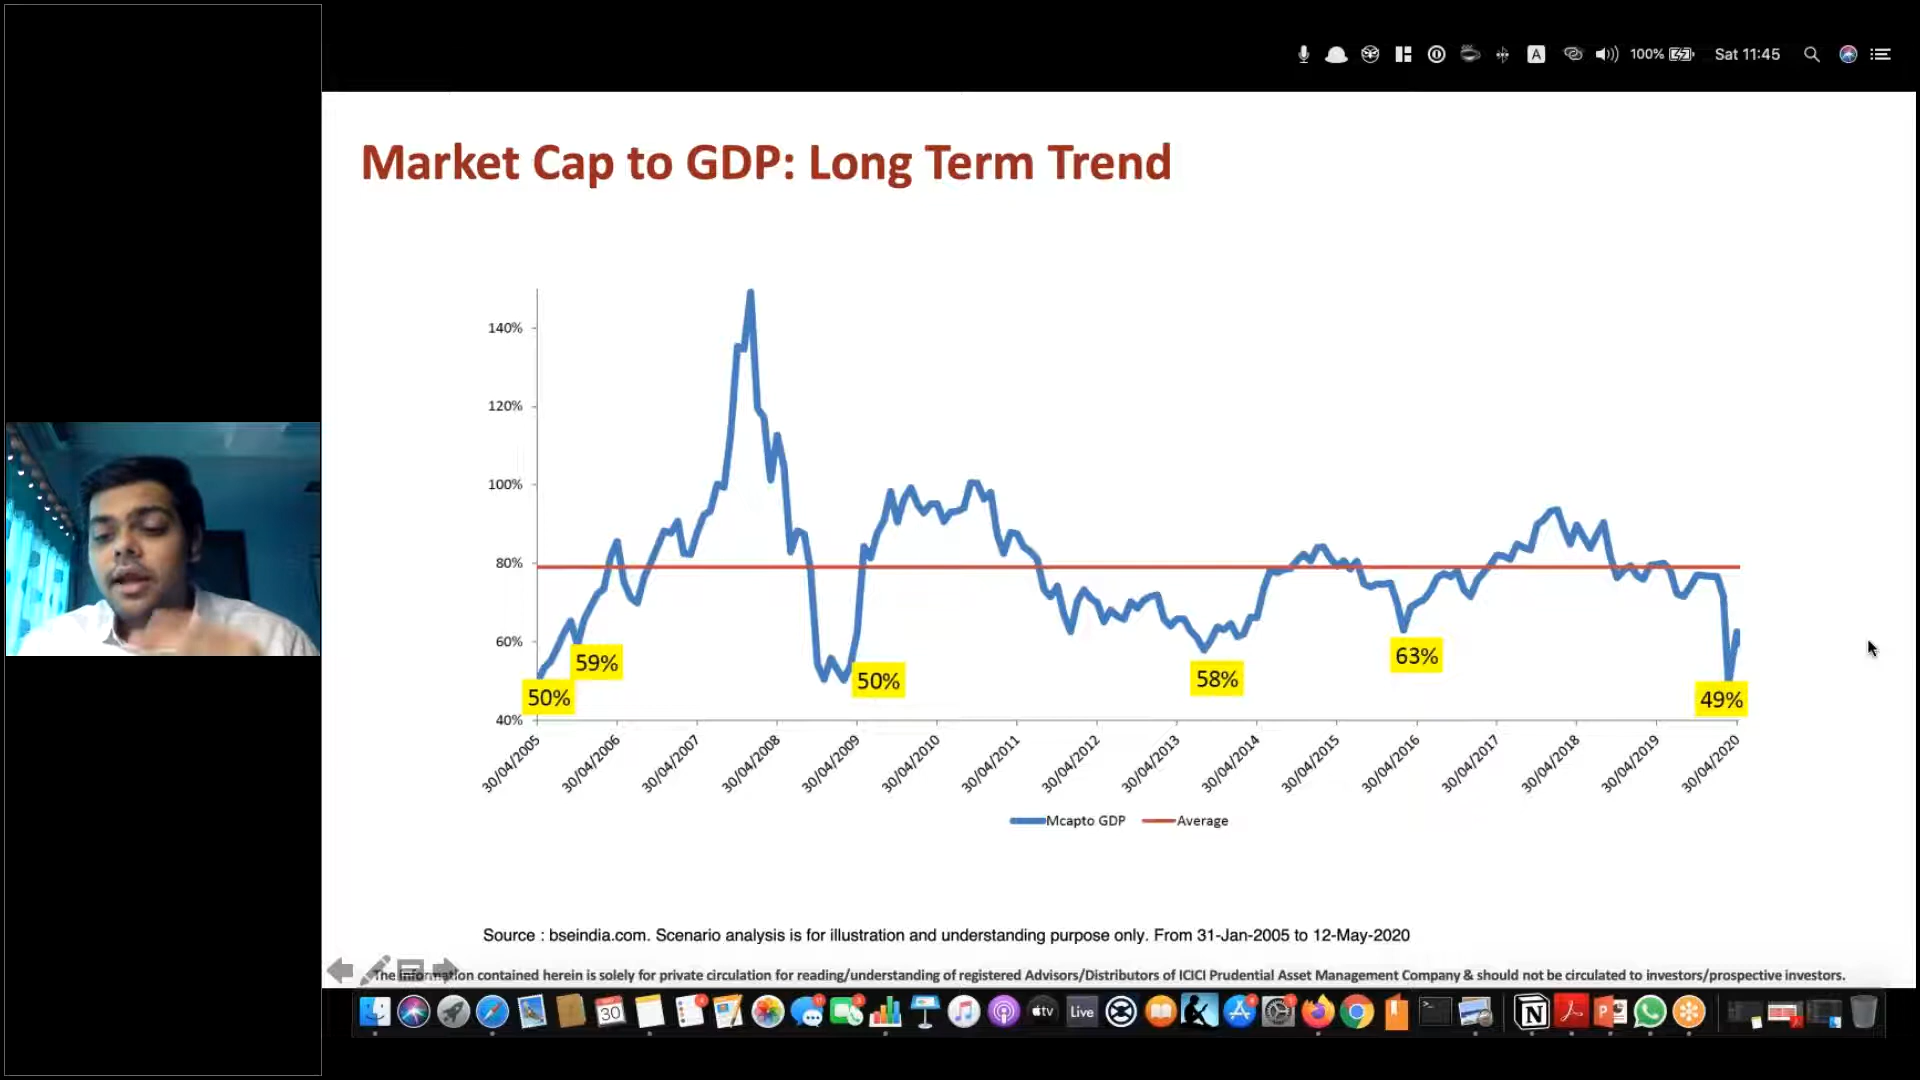 100% Sat 11:45
A
Market Cap to GDP: Long Term Trend
140%
120%
100%
80%
60%
40%
50%
59%
50%
58%
63%
49%
30/04/2005
30/04/2006
30/04/2007
30/04/2008
30/04/2009
30/04/2010
30/04/2011
30/04/2012
30/04/2013
30/04/2014
30/04/2015
30/04/2016
30/04/2017
30/04/2018
30/04/2019
30/04/2020
Mcapto GDP
Average
Source : bseindia.com. Scenario analysis is for illustration and understanding purpose only. From 31-Jan-2005 to 12-May-2020
The information contained herein is solely for private circulation for reading/understanding of registered Advisors/Distributors of ICICI Prudential Asset Management Company & should not be circulated to investors/prospective investors.
30
tv
Live
N